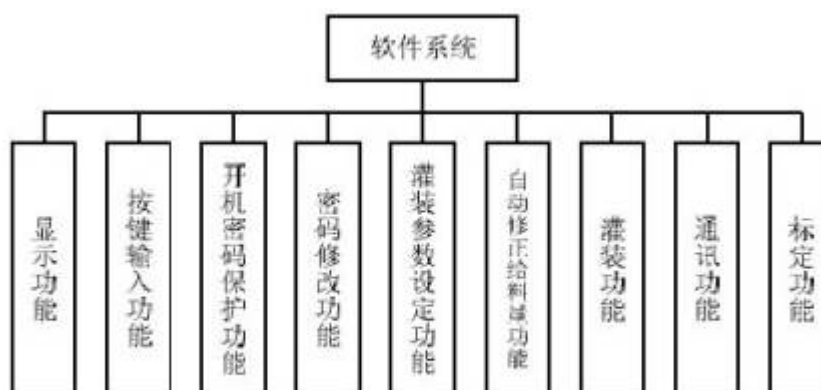 软件系统
显示功能
按键输入功能
开机密码保护功能
密码修改功能
灌装参数设定功能
自动修正给料量功能
灌装功能
通讯功能
标定功能